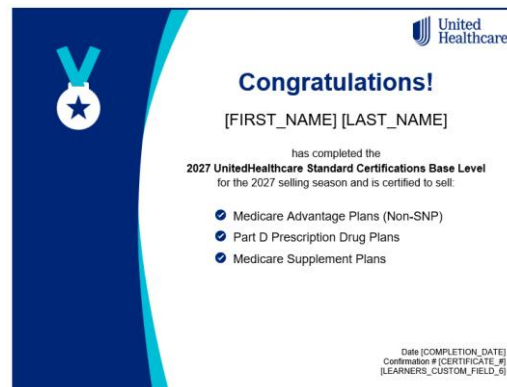 United
Healthcare
Congratulations!
[FIRST_NAME] [LAST_NAME]
has completed the
2027 UnitedHealthcare Standard Certifications Base Level
for the 2027 selling season and is certified to sell:
Medicare Advantage Plans (Non-SNP)
Part D Prescription Drug Plans
Medicare Supplement Plans
Date [COMPLETION_DATE]
Confirmation # [CERTIFICATE_#]
[LEARNERS_CUSTOM_FIELD_6]